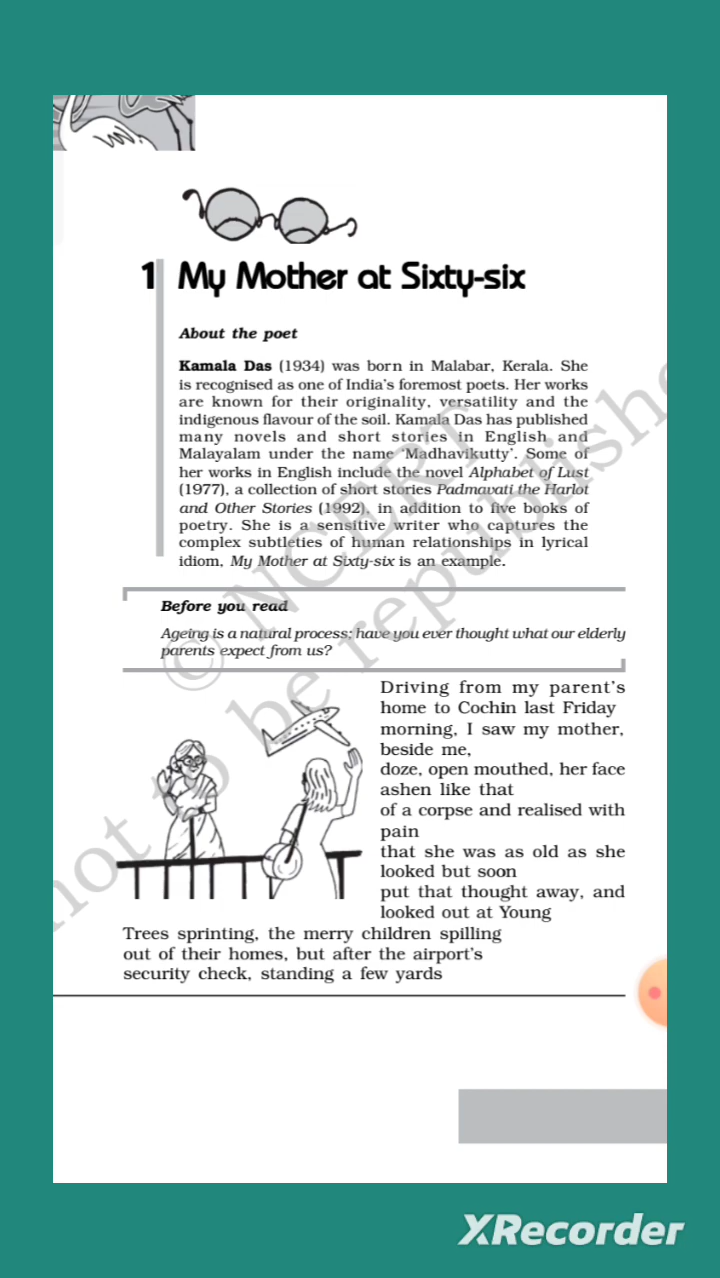 1 My Mother at Sixty-six
About the poet
Kamala Das (1934) was born in Malabar, Kerala. She
is recognised as one of India's foremost poets. Her works
are known for their originality, versatility and the
indigenous flavour of the soil. Kamala Das has published
many novels and short stories in English and
Malayalam under the name 'Madhavikutty'. Some of
her works in English include the novel Alphabet of Lust
(1977), a collection of short stories Padmavati the Harlot
and Other Stories (1992), in addition to five books of
poetry. She is a sensitive writer who captures the
complex subtleties of human relationships in lyrical
idiom, My Mother at Sixty-six is an example.
Before you read
Ageing is a natural process; have you ever thought what our elderly
parents expect from us?
Driving from my parent's
home to Cochin last Friday
morning, I saw my mother,
beside me,
doze, open mouthed, her face
ashen like that
of a corpse and realised with
pain
that she was as old as she
looked but soon
put that thought away, and
looked out at Young
Trees sprinting, the merry children spilling
out of their homes, but after the airport's
security check, standing a few yards
© NCERT
not to be republishe
XRecorder